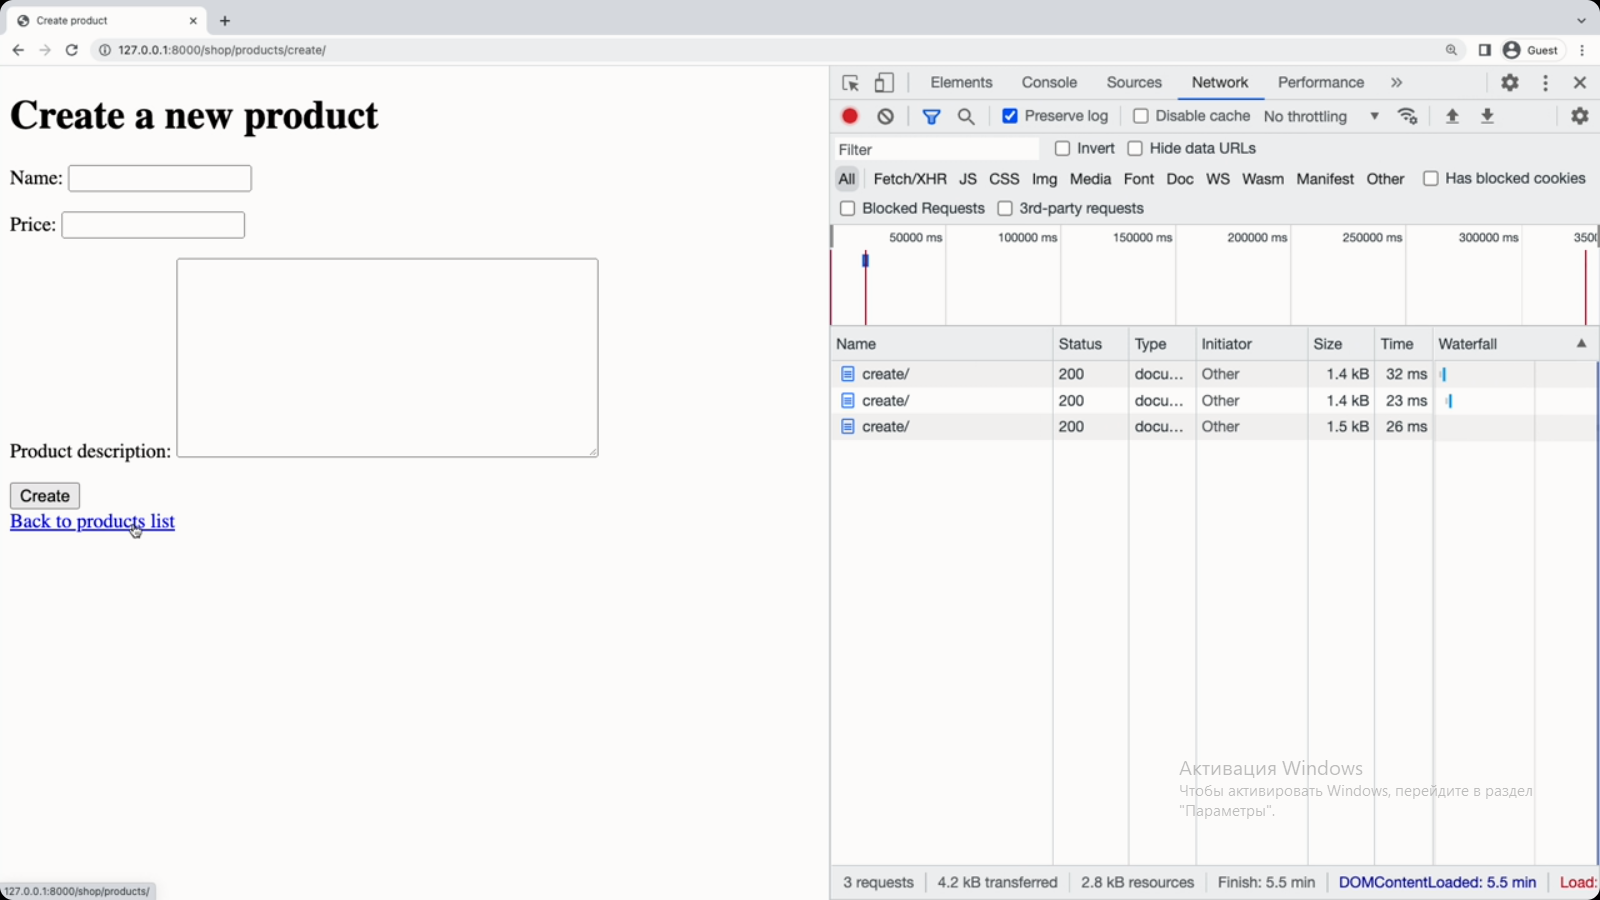 Create product
127.0.0.1:8000/shop/products/create/
Guest
Create a new product
Name:
Price:
Product description:
Create
Back to products list
127.0.0.1:8000/shop/products/
Elements Console Sources Network Performance
Preserve log Disable cache No throttling
Filter Invert Hide data URLs
All Fetch/XHR JS CSS Img Media Font Doc WS Wasm Manifest Other Has blocked cookies
Blocked Requests 3rd-party requests
50000 ms 100000 ms 150000 ms 200000 ms 250000 ms 300000 ms 3500
Name Status Type Initiator Size Time Waterfall
create/ 200 docu... Other 1.4 kB 32 ms
create/ 200 docu... Other 1.4 kB 23 ms
create/ 200 docu... Other 1.5 kB 26 ms
Активация Windows
Чтобы активировать Windows, перейдите в раздел
"Параметры".
3 requests 4.2 kB transferred 2.8 kB resources Finish: 5.5 min DOMContentLoaded: 5.5 min Load: